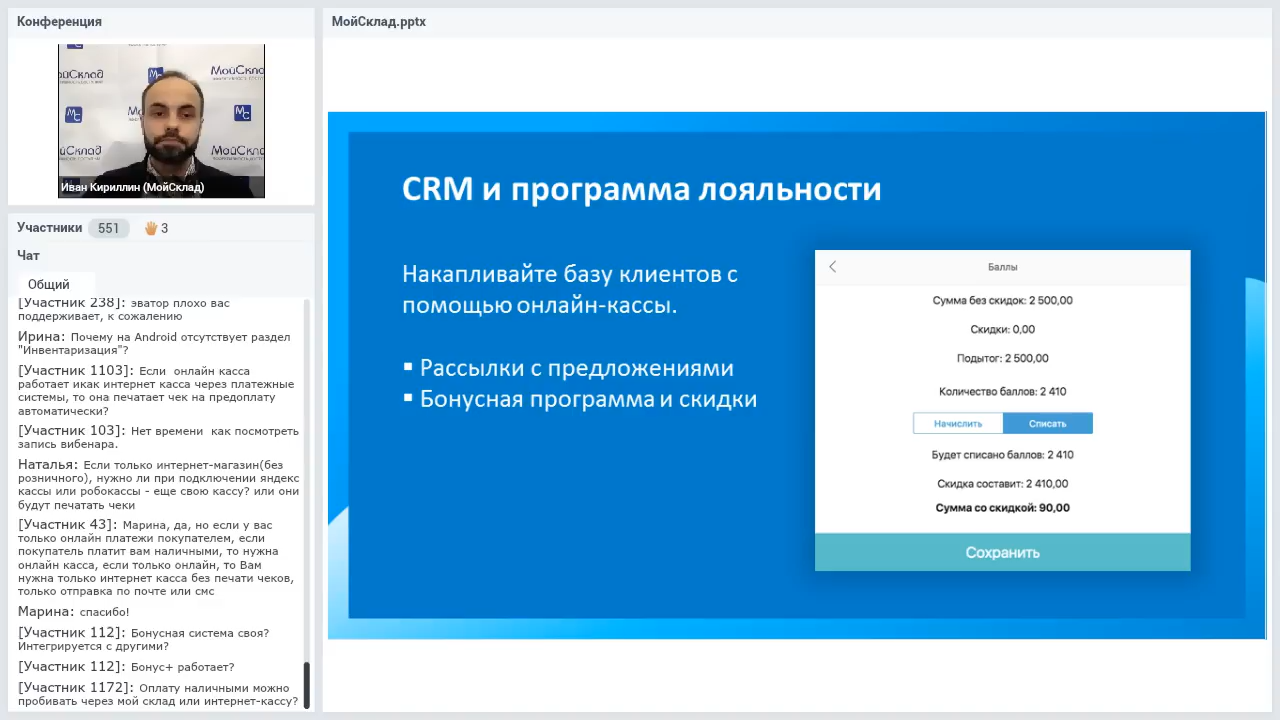 Конференция
МойСклад
МойСклад
МС
МС
МС
МойСклад
МойСклад
Иван Кириллин (МойСклад)
Участники 551 3
Чат
Общий
[Участник 238]: эватор плохо вас
поддерживает, к сожалению
Ирина: Почему на Android отсутствует раздел
"Инвентаризация"?
[Участник 1103]: Если онлайн касса
работает икак интернет касса через платежные
системы, то она печатает чек на предоплату
автоматически?
[Участник 103]: Нет времени как посмотреть
запись вибенара.
Наталья: Если только интернет-магазин(без
розничного), нужно ли при подключении яндекс
кассы или робокассы - еще свою кассу? или они
будут печатать чеки
[Участник 43]: Марина, да, но если у вас
только онлайн платежи покупателем, если
покупатель платит вам наличными, то нужна
онлайн касса, если только онлайн, то Вам
нужна только интернет касса без печати чеков,
только отправка по почте или смс
Марина: спасибо!
[Участник 112]: Бонусная система своя?
Интегрируется с другими?
[Участник 112]: Бонус+ работает?
[Участник 1172]: Оплату наличными можно
пробивать через мой склад или интернет-кассу?
МойСклад.pptx
CRM и программа лояльности
Накапливайте базу клиентов с
помощью онлайн-кассы.
▪ Рассылки с предложениями
▪ Бонусная программа и скидки
Баллы
Сумма без скидок: 2 500,00
Скидки: 0,00
Подытог: 2 500,00
Количество баллов: 2 410
Начислить Списать
Будет списано баллов: 2 410
Скидка составит: 2 410,00
Сумма со скидкой: 90,00
Сохранить